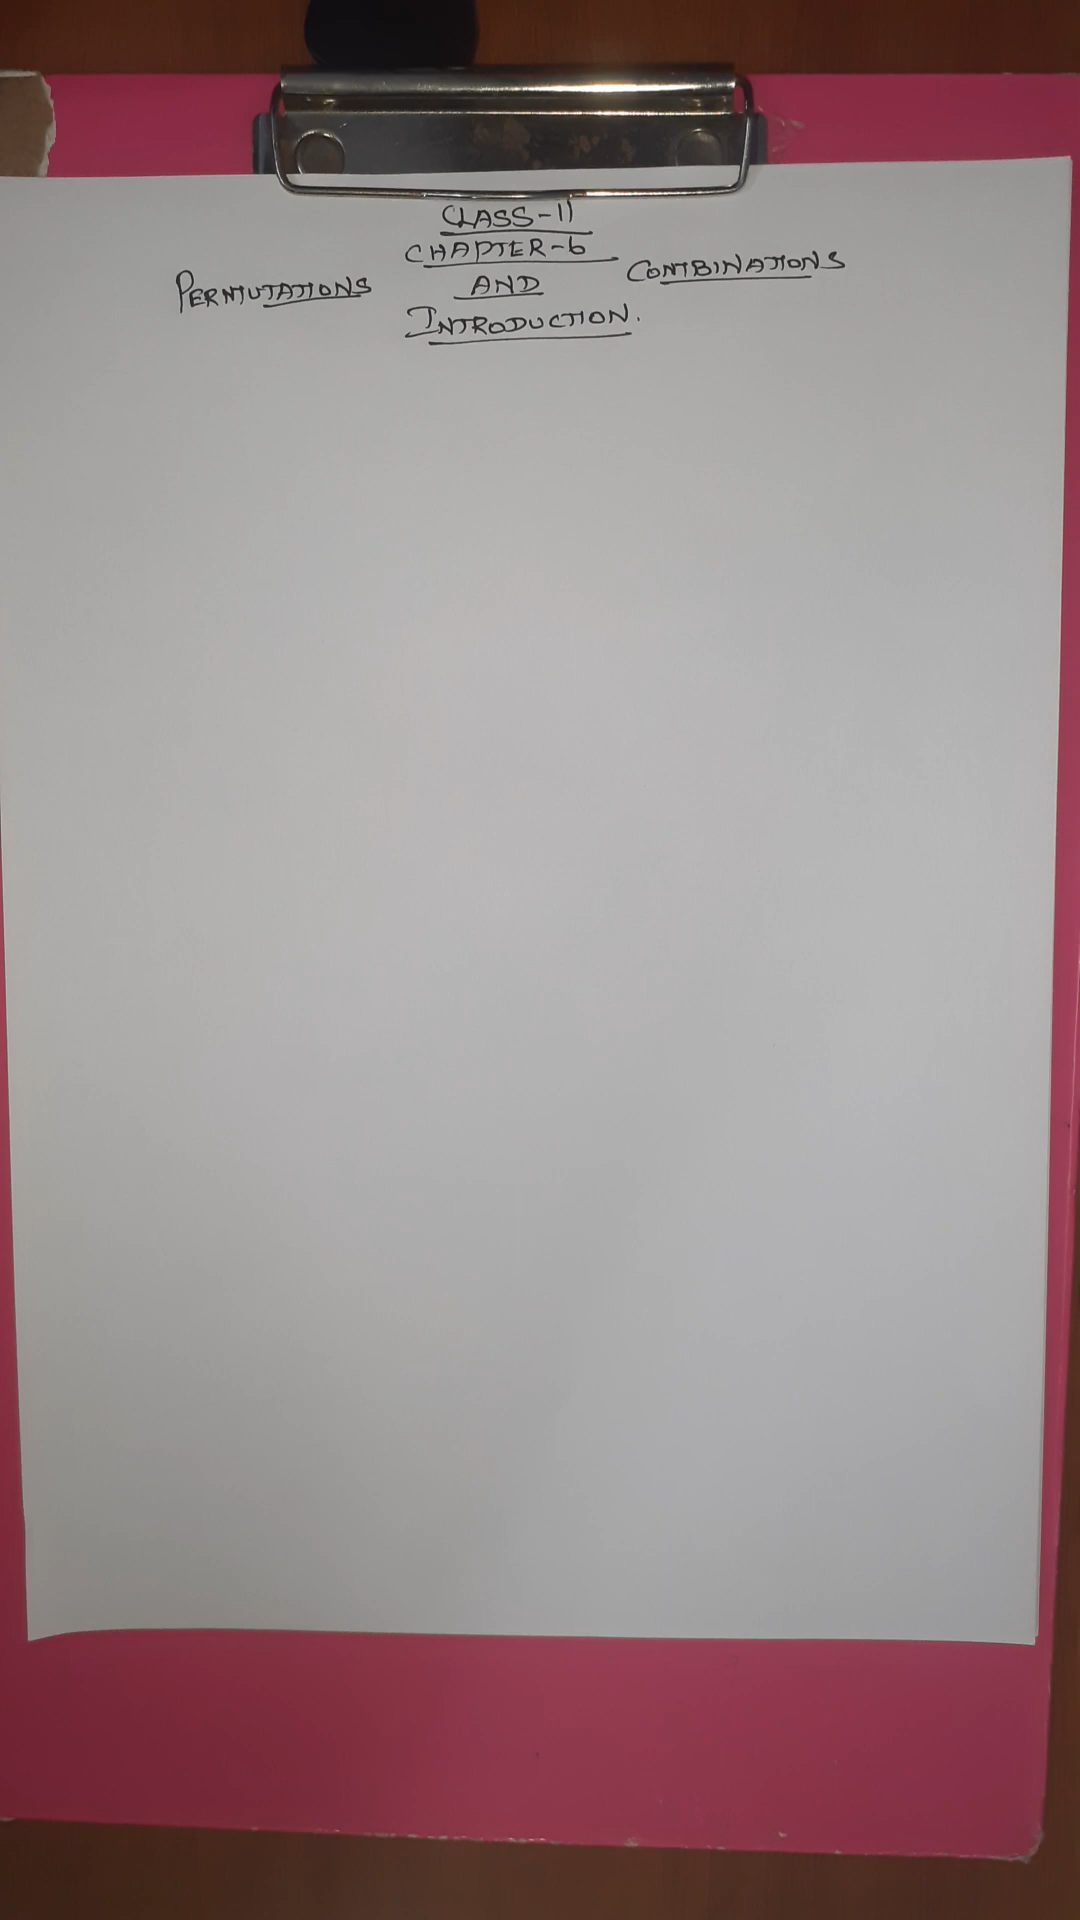 CLASS-11
CHAPTER-6
PERMUTATIONS AND COMBINATIONS
INTRODUCTION.